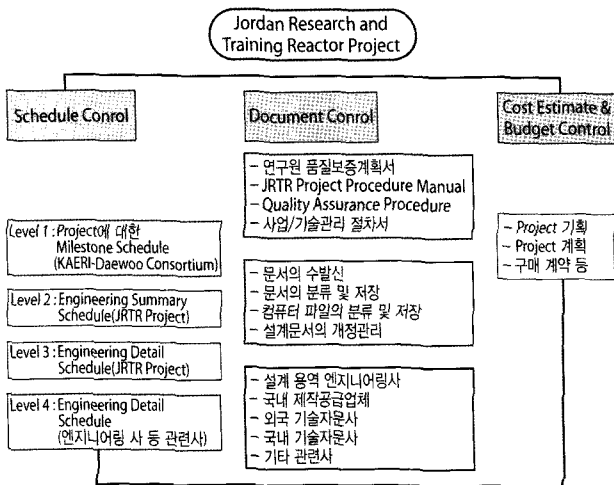 Jordan Research and
Training Reactor Project
Schedule Conrol
Document Conrol
Cost Estimate &
Budget Control
Level 1 : Project에 대한
Milestone Schedule
(KAERI-Daewoo Consortium)
Level 2 : Engineering Summary
Schedule(JRTR Project)
Level 3 : Engineering Detail
Schedule(JRTR Project)
Level 4 : Engineering Detail
Schedule
(엔지니어링 사 등 관련사)
– 연구원 품질보증계획서
– JRTR Project Procedure Manual
– Quality Assurance Procedure
– 사업/기술관리 절차서
– 문서의 수발신
– 문서의 분류 및 저장
– 컴퓨터 파일의 분류 및 저장
– 설계문서의 개정관리
– 설계 용역 엔지니어링사
– 국내 제작공급업체
– 외국 기술자문사
– 국내 기술자문사
– 기타 관련사
– Project 기획
– Project 계획
– 구매 계약 등